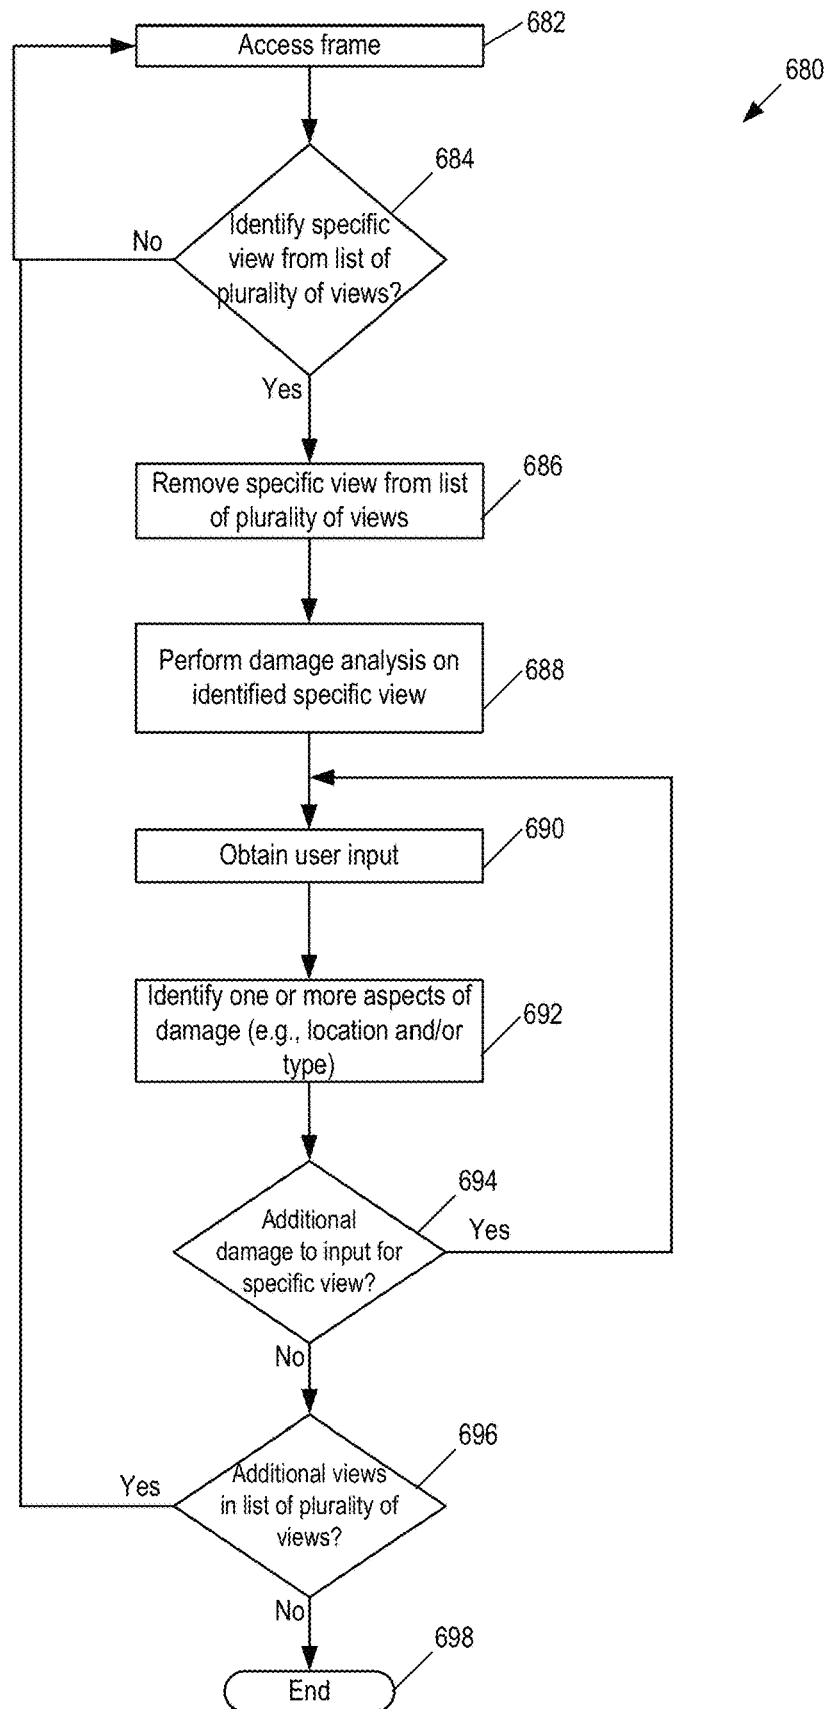 Access frame
682
680
684
Identify specific
view from list of
plurality of views?
No
Yes
686
Remove specific view from list
of plurality of views
Perform damage analysis on
identified specific view
688
690
Obtain user input
Identify one or more aspects of
damage (e.g., location and/or
type)
692
694
Additional
damage to input for
specific view?
Yes
No
696
Additional views
in list of plurality of
views?
Yes
No
698
End